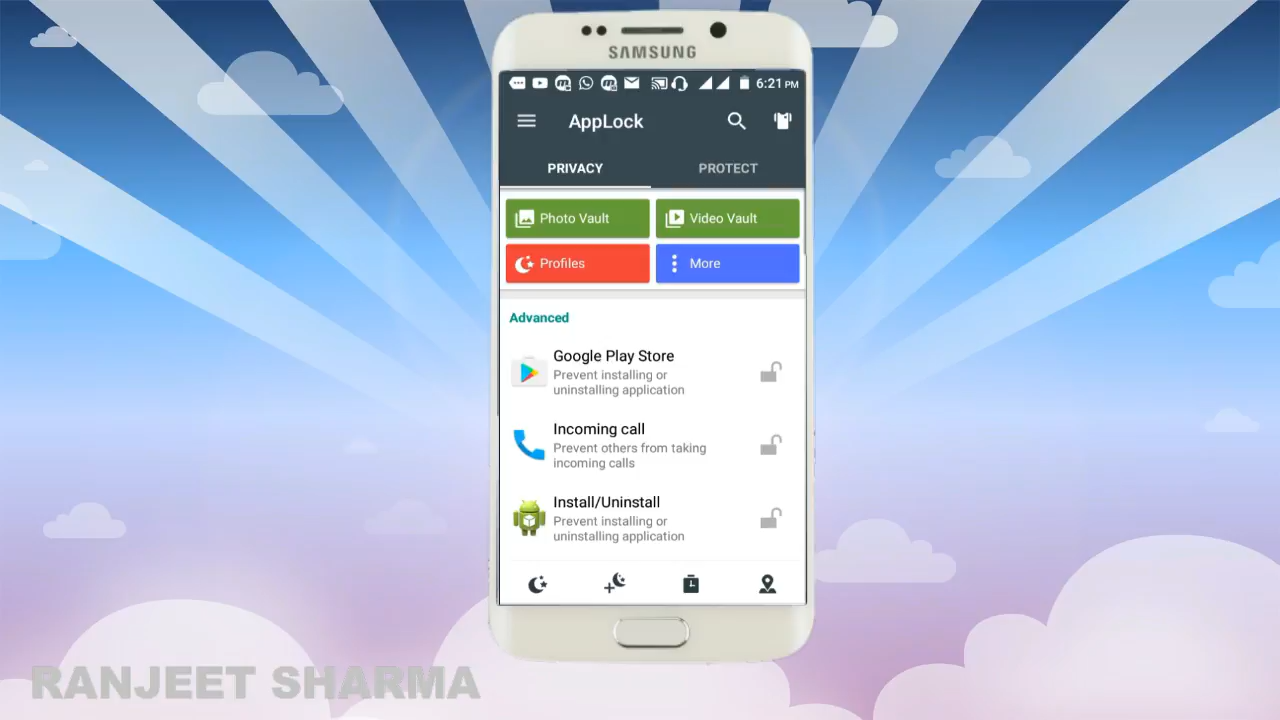 SAMSUNG
6:21 PM
AppLock
PRIVACY
PROTECT
Photo Vault
Video Vault
Profiles
More
Advanced
Google Play Store
Prevent installing or
uninstalling application
Incoming call
Prevent others from taking
incoming calls
Install/Uninstall
Prevent installing or
uninstalling application
RANJEET SHARMA